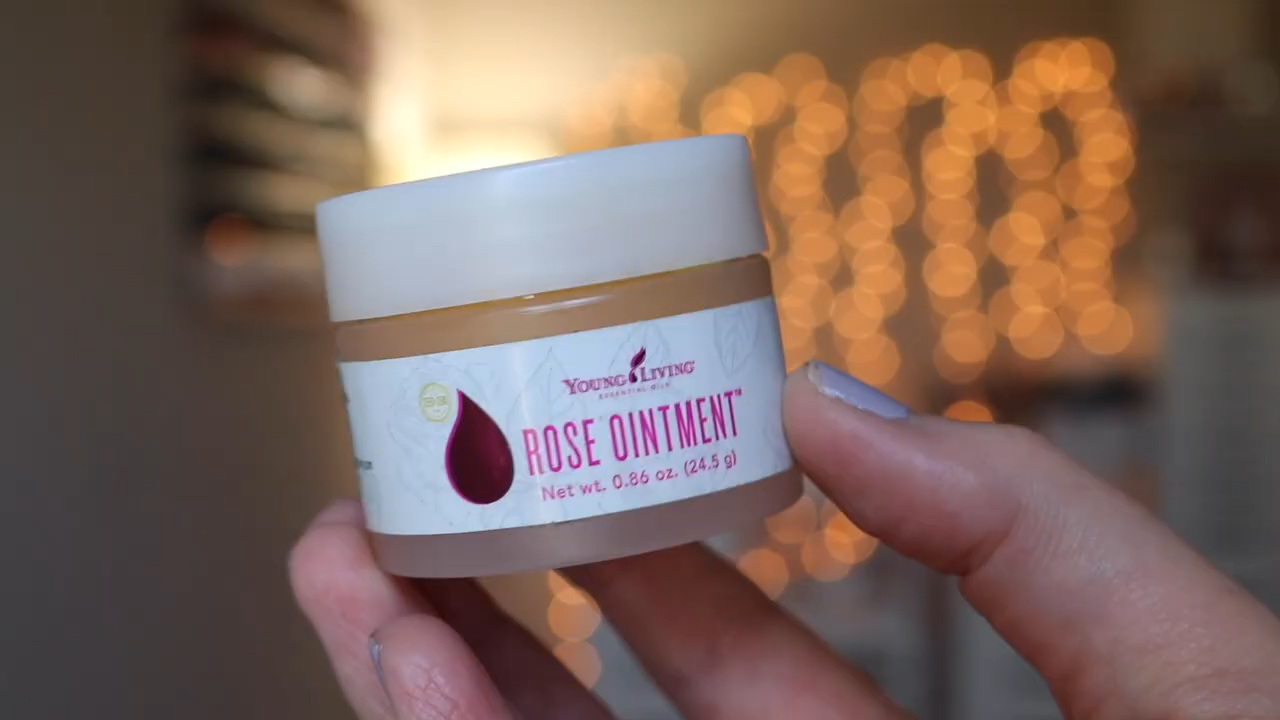 YOUNG LIVING
ESSENTIAL OILS
ROSE OINTMENT™
Net wt. 0.86 oz. (24.5 g)